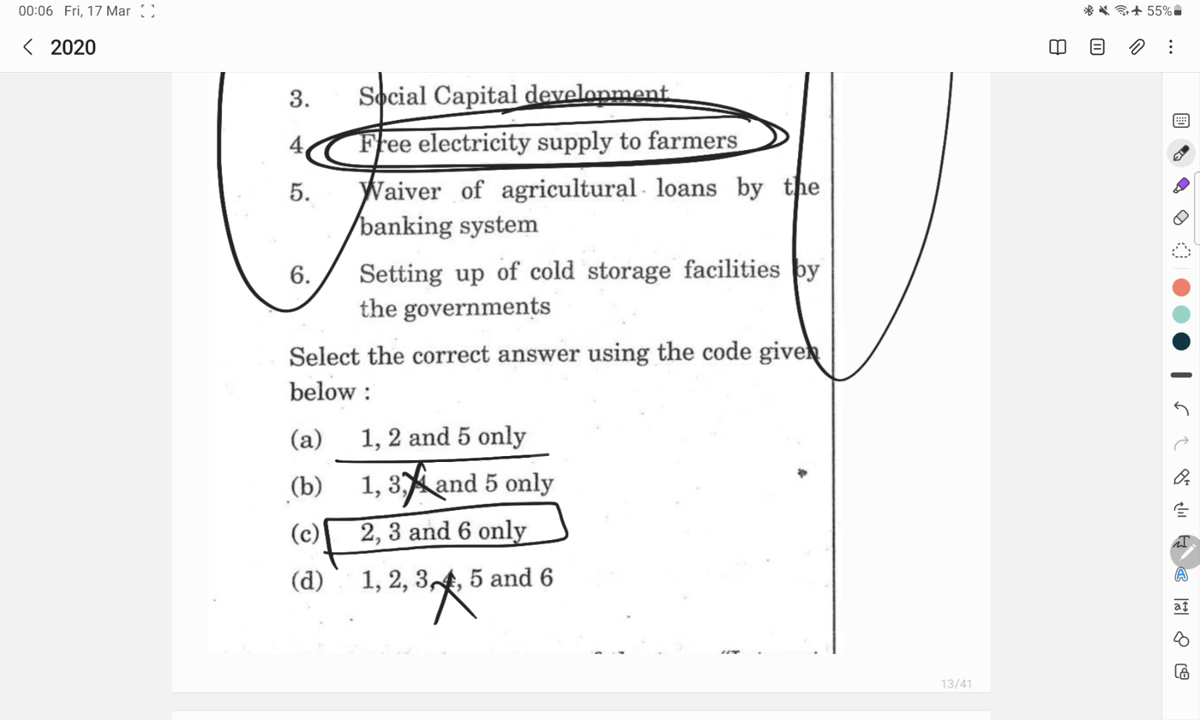 00:06 Fri, 17 Mar
55%
2020
3. Social Capital development
4. Free electricity supply to farmers
5. Waiver of agricultural loans by the
banking system
6. Setting up of cold storage facilities by
the governments
Select the correct answer using the code given
below :
(a) 1, 2 and 5 only
(b) 1, 3, 4 and 5 only
(c) 2, 3 and 6 only
(d) 1, 2, 3, 4, 5 and 6
13/41